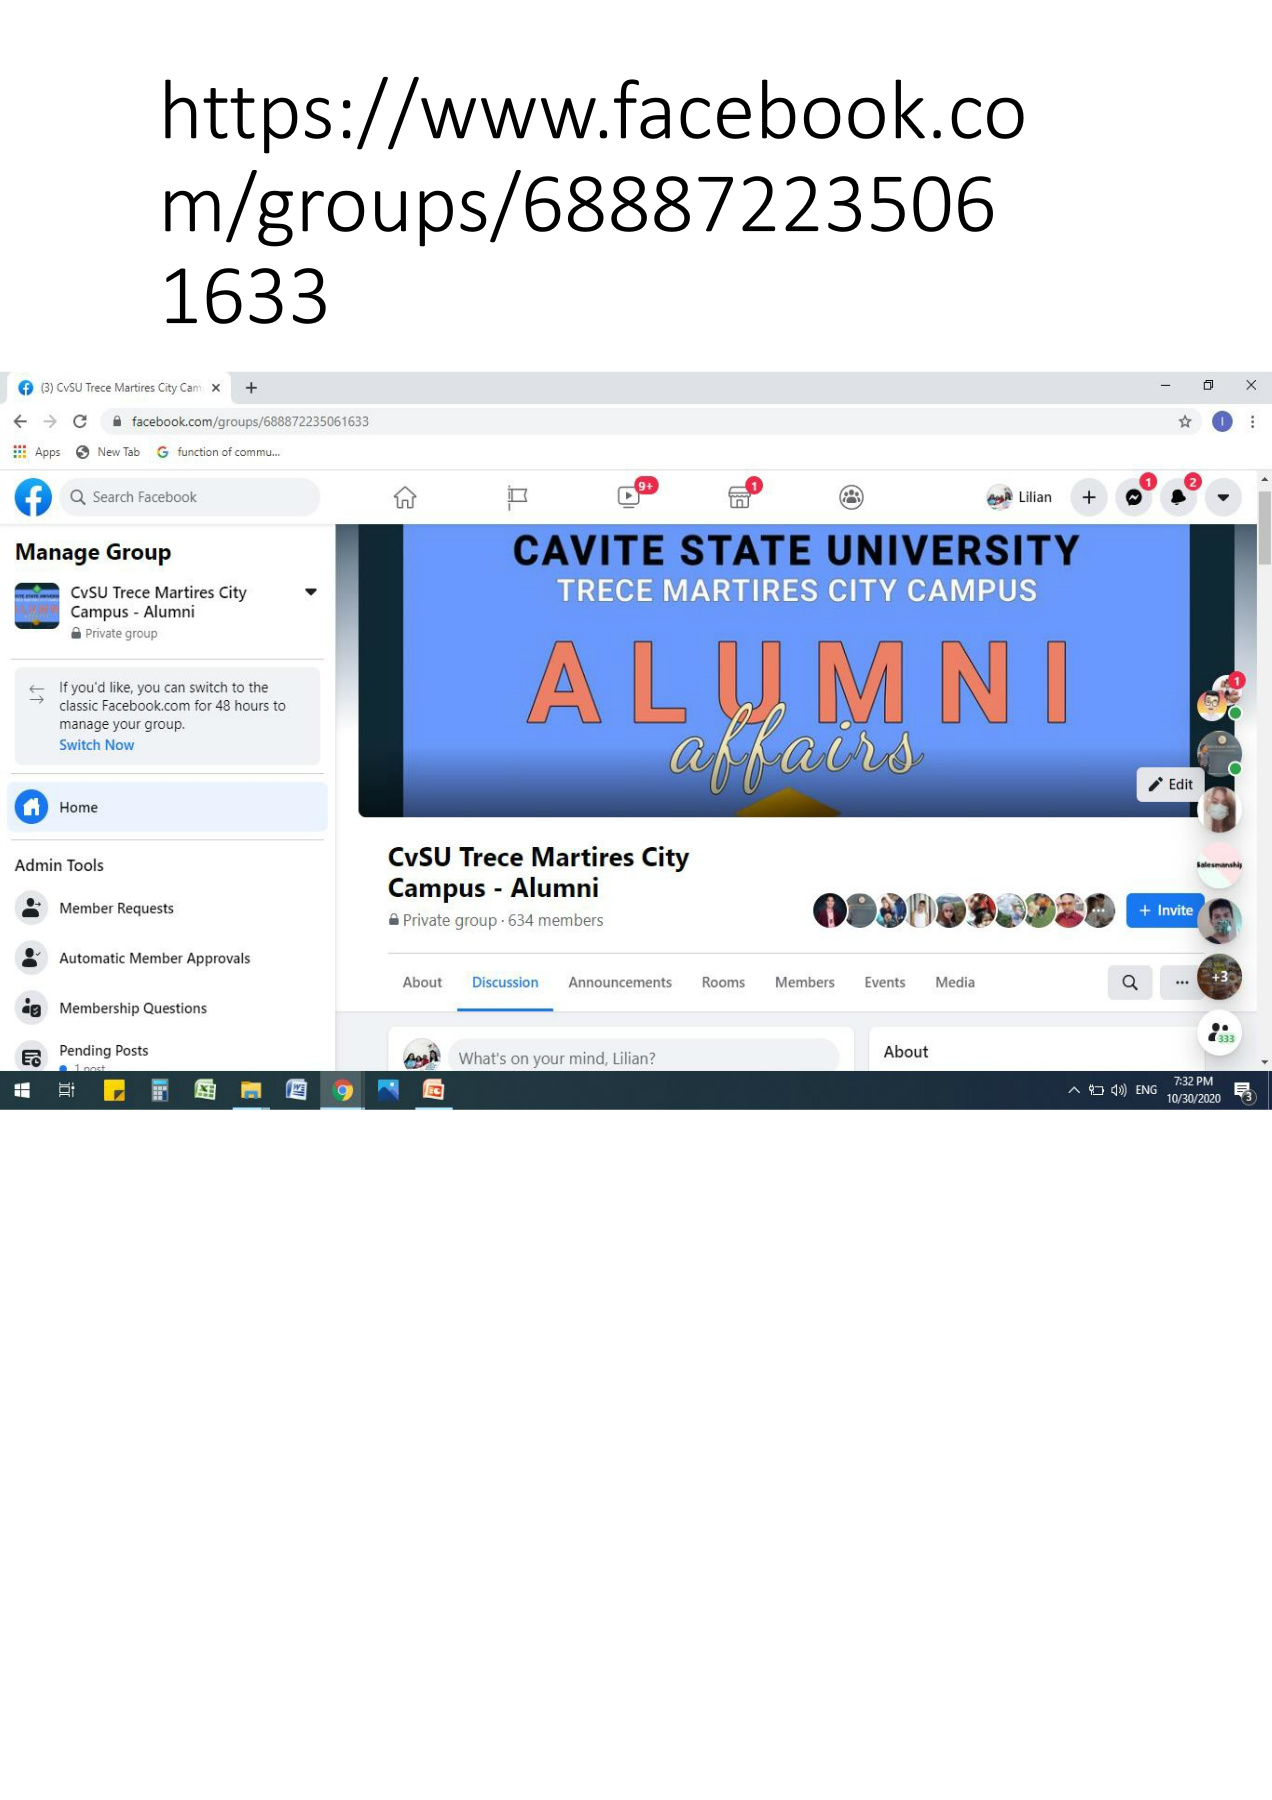 https://www.facebook.co
m/groups/68887223506
1633
(3) CvSU Trece Martires City Cam
facebook.com/groups/688872235061633
Apps New Tab function of commu...
Search Facebook
9+
1
Lilian
1
2
Manage Group
CvSU Trece Martires City
Campus - Alumni
Private group
If you'd like, you can switch to the
classic Facebook.com for 48 hours to
manage your group.
Switch Now
Home
Admin Tools
Member Requests
Automatic Member Approvals
Membership Questions
Pending Posts
1 post
CAVITE STATE UNIVERSITY
TRECE MARTIRES CITY CAMPUS
ALUMNI
affairs
Edit
CvSU Trece Martires City
Campus - Alumni
Private group · 634 members
+ Invite
About Discussion Announcements Rooms Members Events Media
What's on your mind, Lilian?
About
1
Salesmanship
+3
333
ENG
7:32 PM
10/30/2020
3